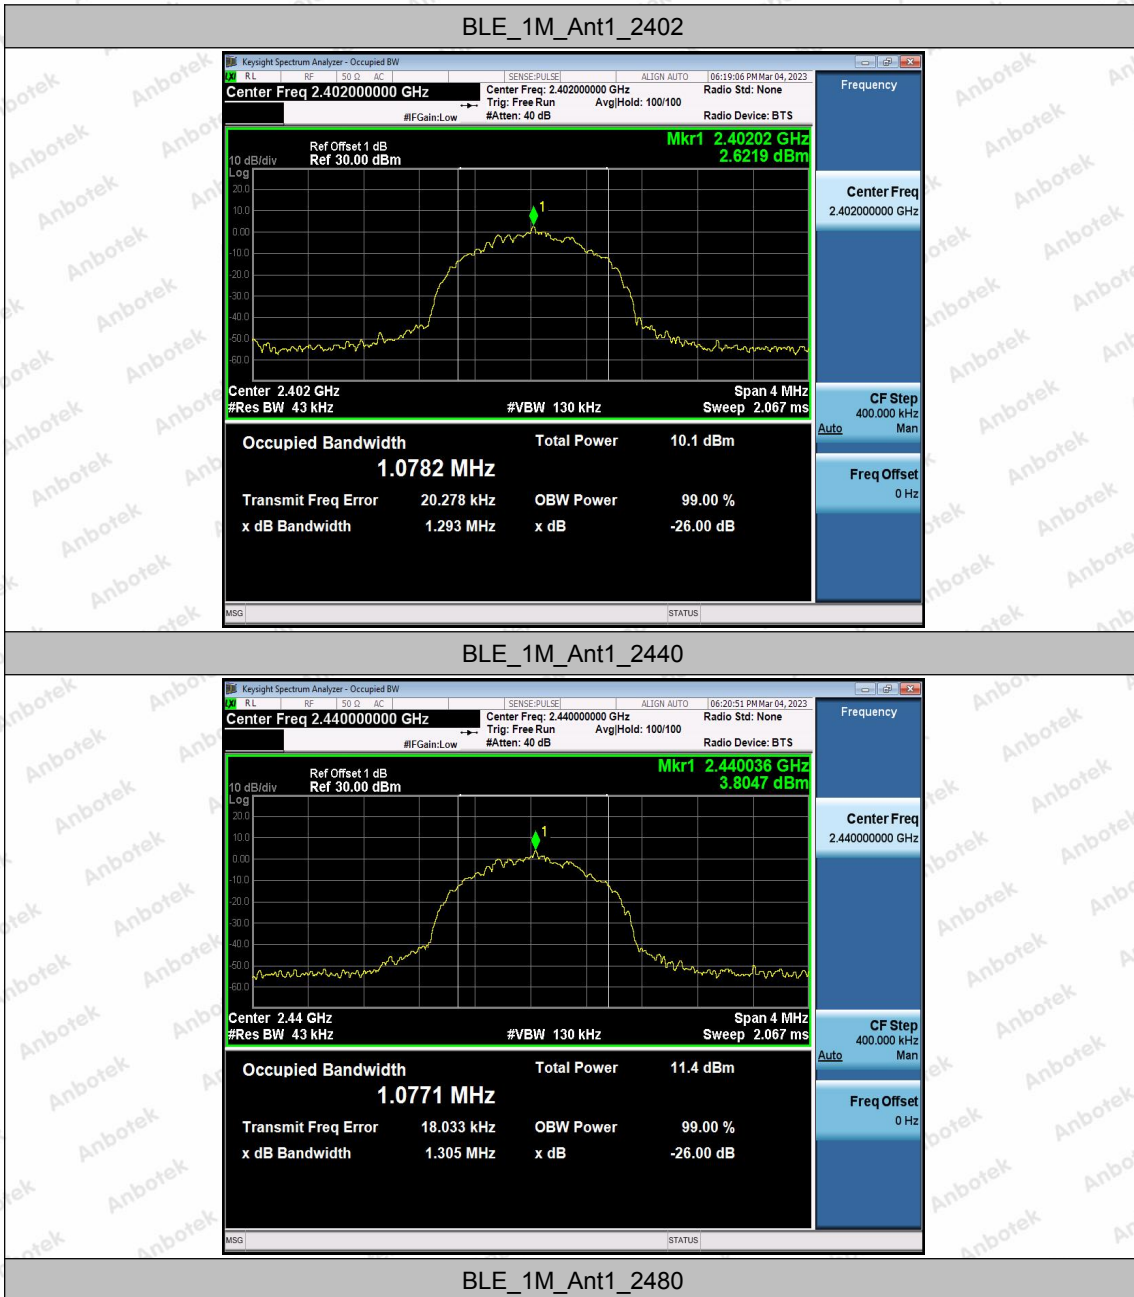 BLE_1M_Ant1_2402
Keysight Spectrum Analyzer - Occupied BW
LXI RL RF 50 Ω AC SENSE:PULSE ALIGN AUTO 06:19:06 PM Mar 04, 2023
Center Freq 2.402000000 GHz
Center Freq: 2.402000000 GHz
Radio Std: None
Trig: Free Run Avg|Hold: 100/100
#IFGain:Low #Atten: 40 dB
Radio Device: BTS
Frequency
Mkr1 2.40202 GHz
2.6219 dBm
Ref Offset 1 dB
10 dB/div Ref 30.00 dBm
Log
20.0
10.0
0.00
-10.0
-20.0
-30.0
-40.0
-50.0
-60.0
1
Center Freq
2.402000000 GHz
Center 2.402 GHz Span 4 MHz
#Res BW 43 kHz #VBW 130 kHz Sweep 2.067 ms
CF Step
400.000 kHz
Auto Man
Occupied Bandwidth Total Power 10.1 dBm
1.0782 MHz
Freq Offset
0 Hz
Transmit Freq Error 20.278 kHz OBW Power 99.00 %
x dB Bandwidth 1.293 MHz x dB -26.00 dB
MSG STATUS
BLE_1M_Ant1_2440
Keysight Spectrum Analyzer - Occupied BW
LXI RL RF 50 Ω AC SENSE:PULSE ALIGN AUTO 06:20:51 PM Mar 04, 2023
Center Freq 2.440000000 GHz
Center Freq: 2.440000000 GHz
Radio Std: None
Trig: Free Run Avg|Hold: 100/100
#IFGain:Low #Atten: 40 dB
Radio Device: BTS
Frequency
Mkr1 2.440036 GHz
3.8047 dBm
Ref Offset 1 dB
10 dB/div Ref 30.00 dBm
Log
20.0
10.0
0.00
-10.0
-20.0
-30.0
-40.0
-50.0
-60.0
1
Center Freq
2.440000000 GHz
Center 2.44 GHz Span 4 MHz
#Res BW 43 kHz #VBW 130 kHz Sweep 2.067 ms
CF Step
400.000 kHz
Auto Man
Occupied Bandwidth Total Power 11.4 dBm
1.0771 MHz
Freq Offset
0 Hz
Transmit Freq Error 18.033 kHz OBW Power 99.00 %
x dB Bandwidth 1.305 MHz x dB -26.00 dB
MSG STATUS
BLE_1M_Ant1_2480